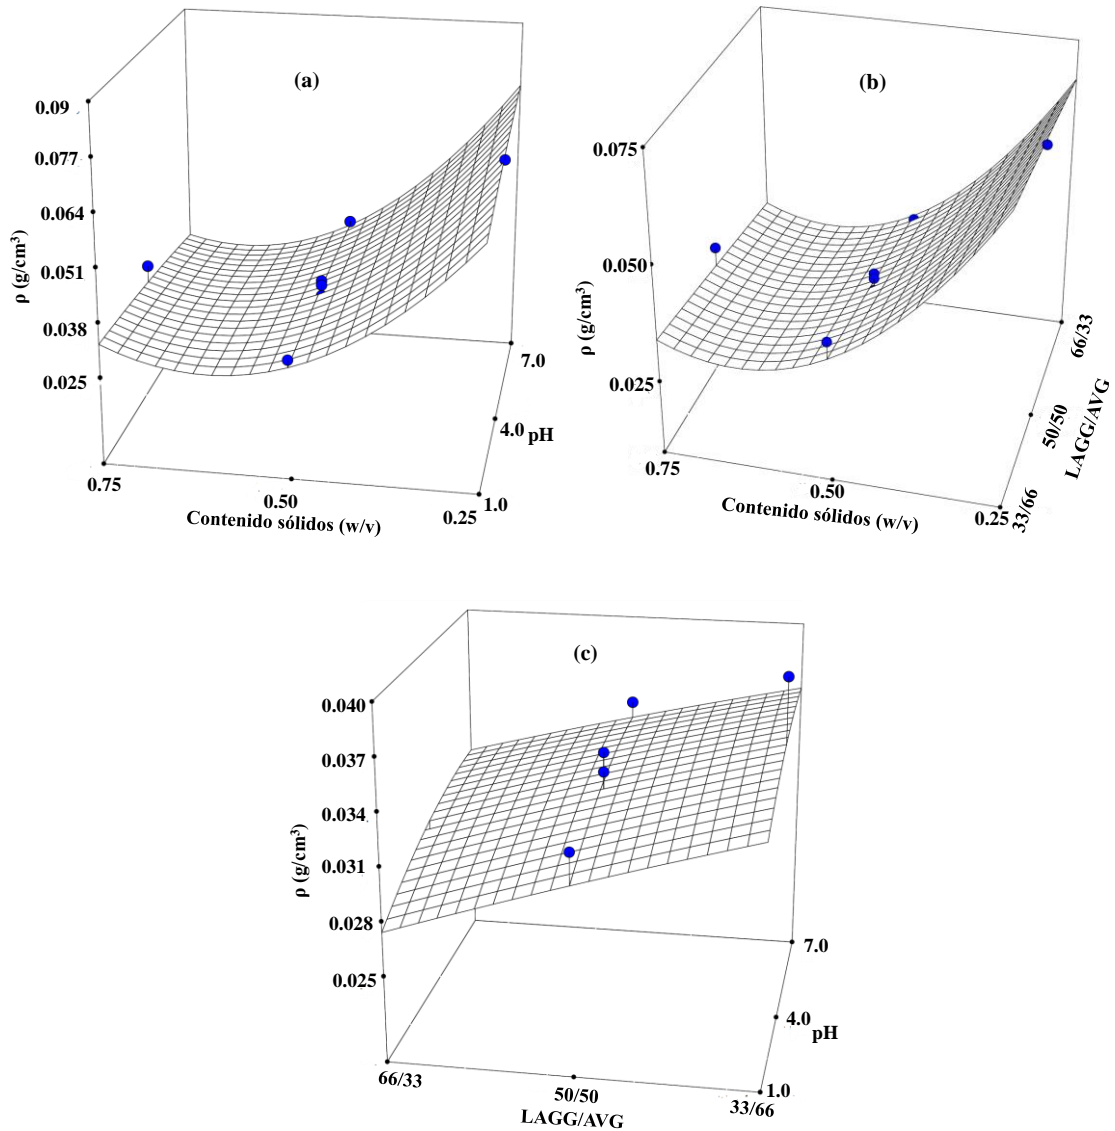 (a)
0.09
0.077
0.064
0.051
0.038
0.025
ρ (g/cm³)
0.75
0.50
0.25
Contenido sólidos (w/v)
1.0
4.0
7.0
pH
(b)
0.075
0.050
0.025
ρ (g/cm³)
0.75
0.50
0.25
Contenido sólidos (w/v)
33/66
50/50
66/33
LAGG/AVG
(c)
0.040
0.037
0.034
0.031
0.028
0.025
ρ (g/cm³)
66/33
50/50
33/66
LAGG/AVG
1.0
4.0
7.0
pH